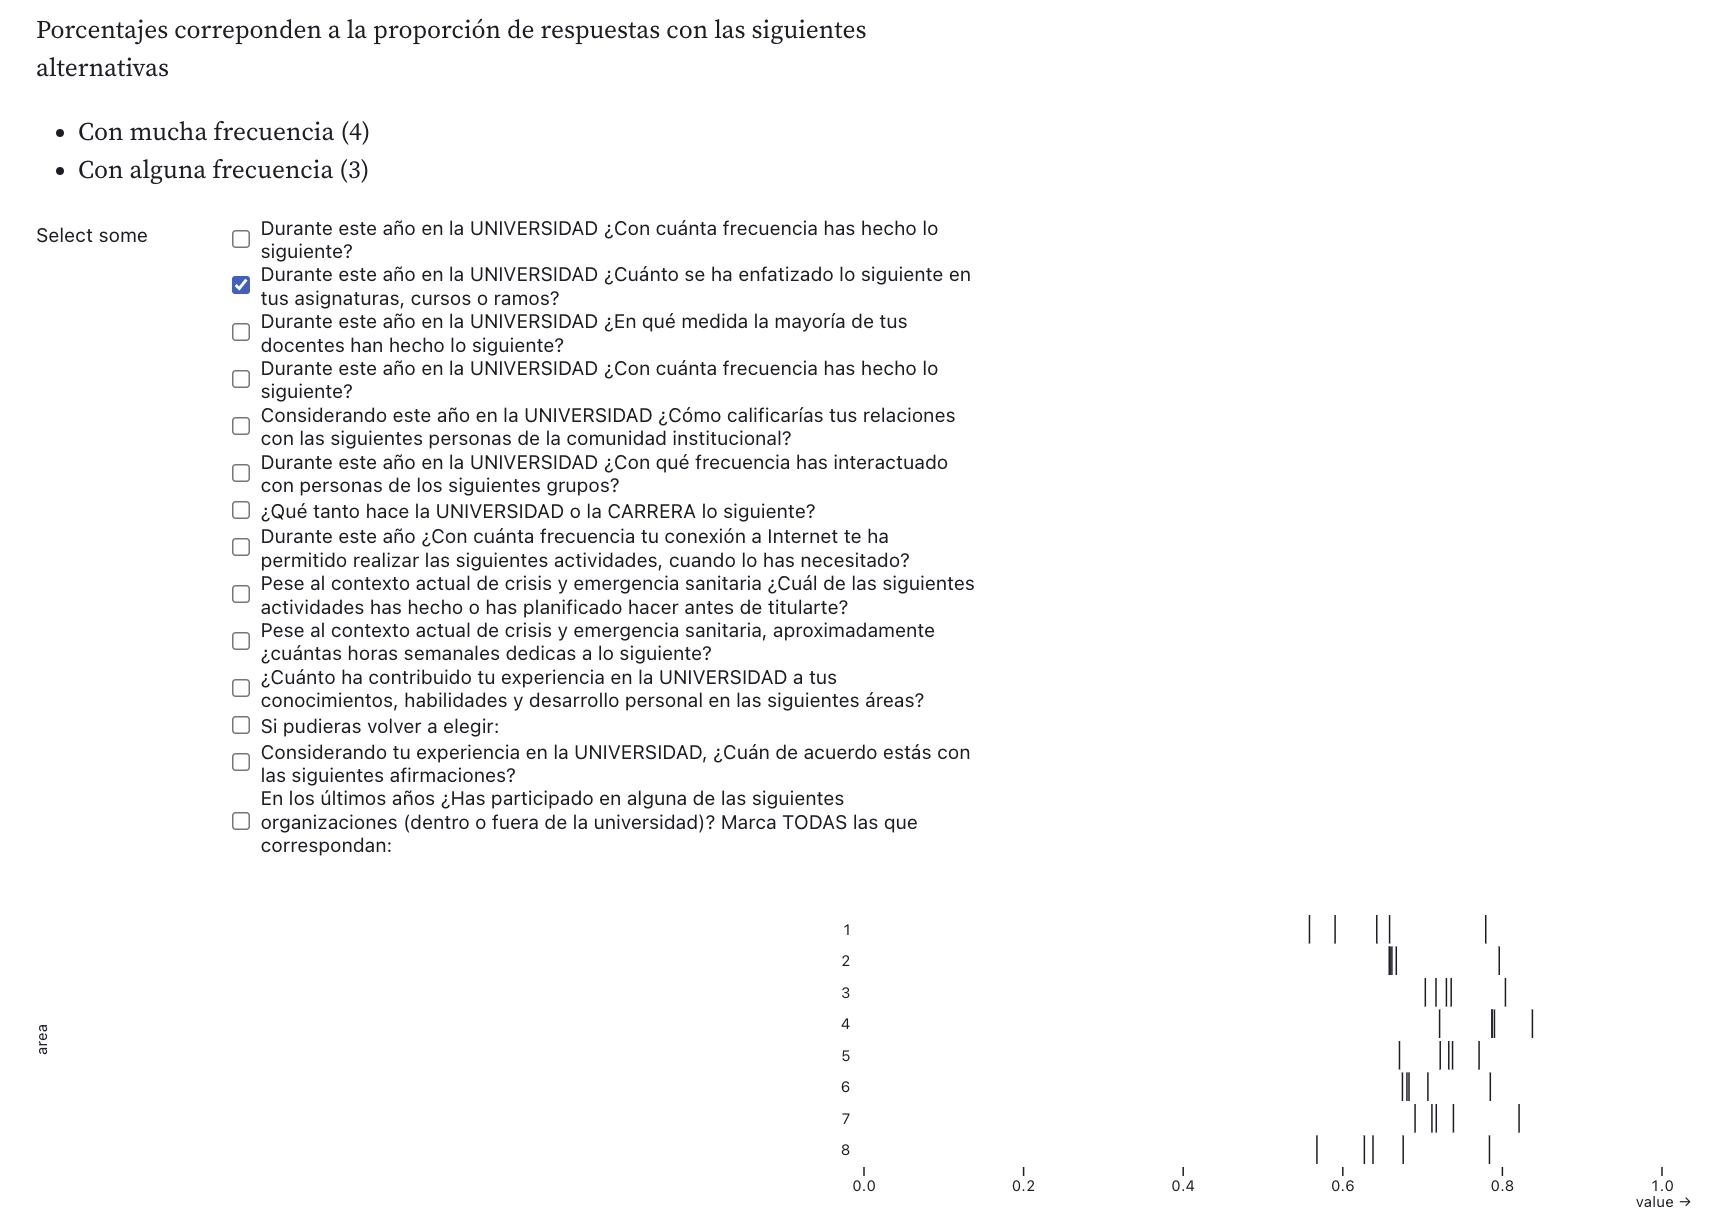 Porcentajes correponden a la proporción de respuestas con las siguientes
alternativas
• Con mucha frecuencia (4)
• Con alguna frecuencia (3)
Select some
Durante este año en la UNIVERSIDAD ¿Con cuánta frecuencia has hecho lo
siguiente?
Durante este año en la UNIVERSIDAD ¿Cuánto se ha enfatizado lo siguiente en
tus asignaturas, cursos o ramos?
Durante este año en la UNIVERSIDAD ¿En qué medida la mayoría de tus
docentes han hecho lo siguiente?
Durante este año en la UNIVERSIDAD ¿Con cuánta frecuencia has hecho lo
siguiente?
Considerando este año en la UNIVERSIDAD ¿Cómo calificarías tus relaciones
con las siguientes personas de la comunidad institucional?
Durante este año en la UNIVERSIDAD ¿Con qué frecuencia has interactuado
con personas de los siguientes grupos?
¿Qué tanto hace la UNIVERSIDAD o la CARRERA lo siguiente?
Durante este año ¿Con cuánta frecuencia tu conexión a Internet te ha
permitido realizar las siguientes actividades, cuando lo has necesitado?
Pese al contexto actual de crisis y emergencia sanitaria ¿Cuál de las siguientes
actividades has hecho o has planificado hacer antes de titularte?
Pese al contexto actual de crisis y emergencia sanitaria, aproximadamente
¿cuántas horas semanales dedicas a lo siguiente?
¿Cuánto ha contribuido tu experiencia en la UNIVERSIDAD a tus
conocimientos, habilidades y desarrollo personal en las siguientes áreas?
Si pudieras volver a elegir:
Considerando tu experiencia en la UNIVERSIDAD, ¿Cuán de acuerdo estás con
las siguientes afirmaciones?
En los últimos años ¿Has participado en alguna de las siguientes
organizaciones (dentro o fuera de la universidad)? Marca TODAS las que
correspondan:
area
1
2
3
4
5
6
7
8
0.0 0.2 0.4 0.6 0.8 1.0
value →